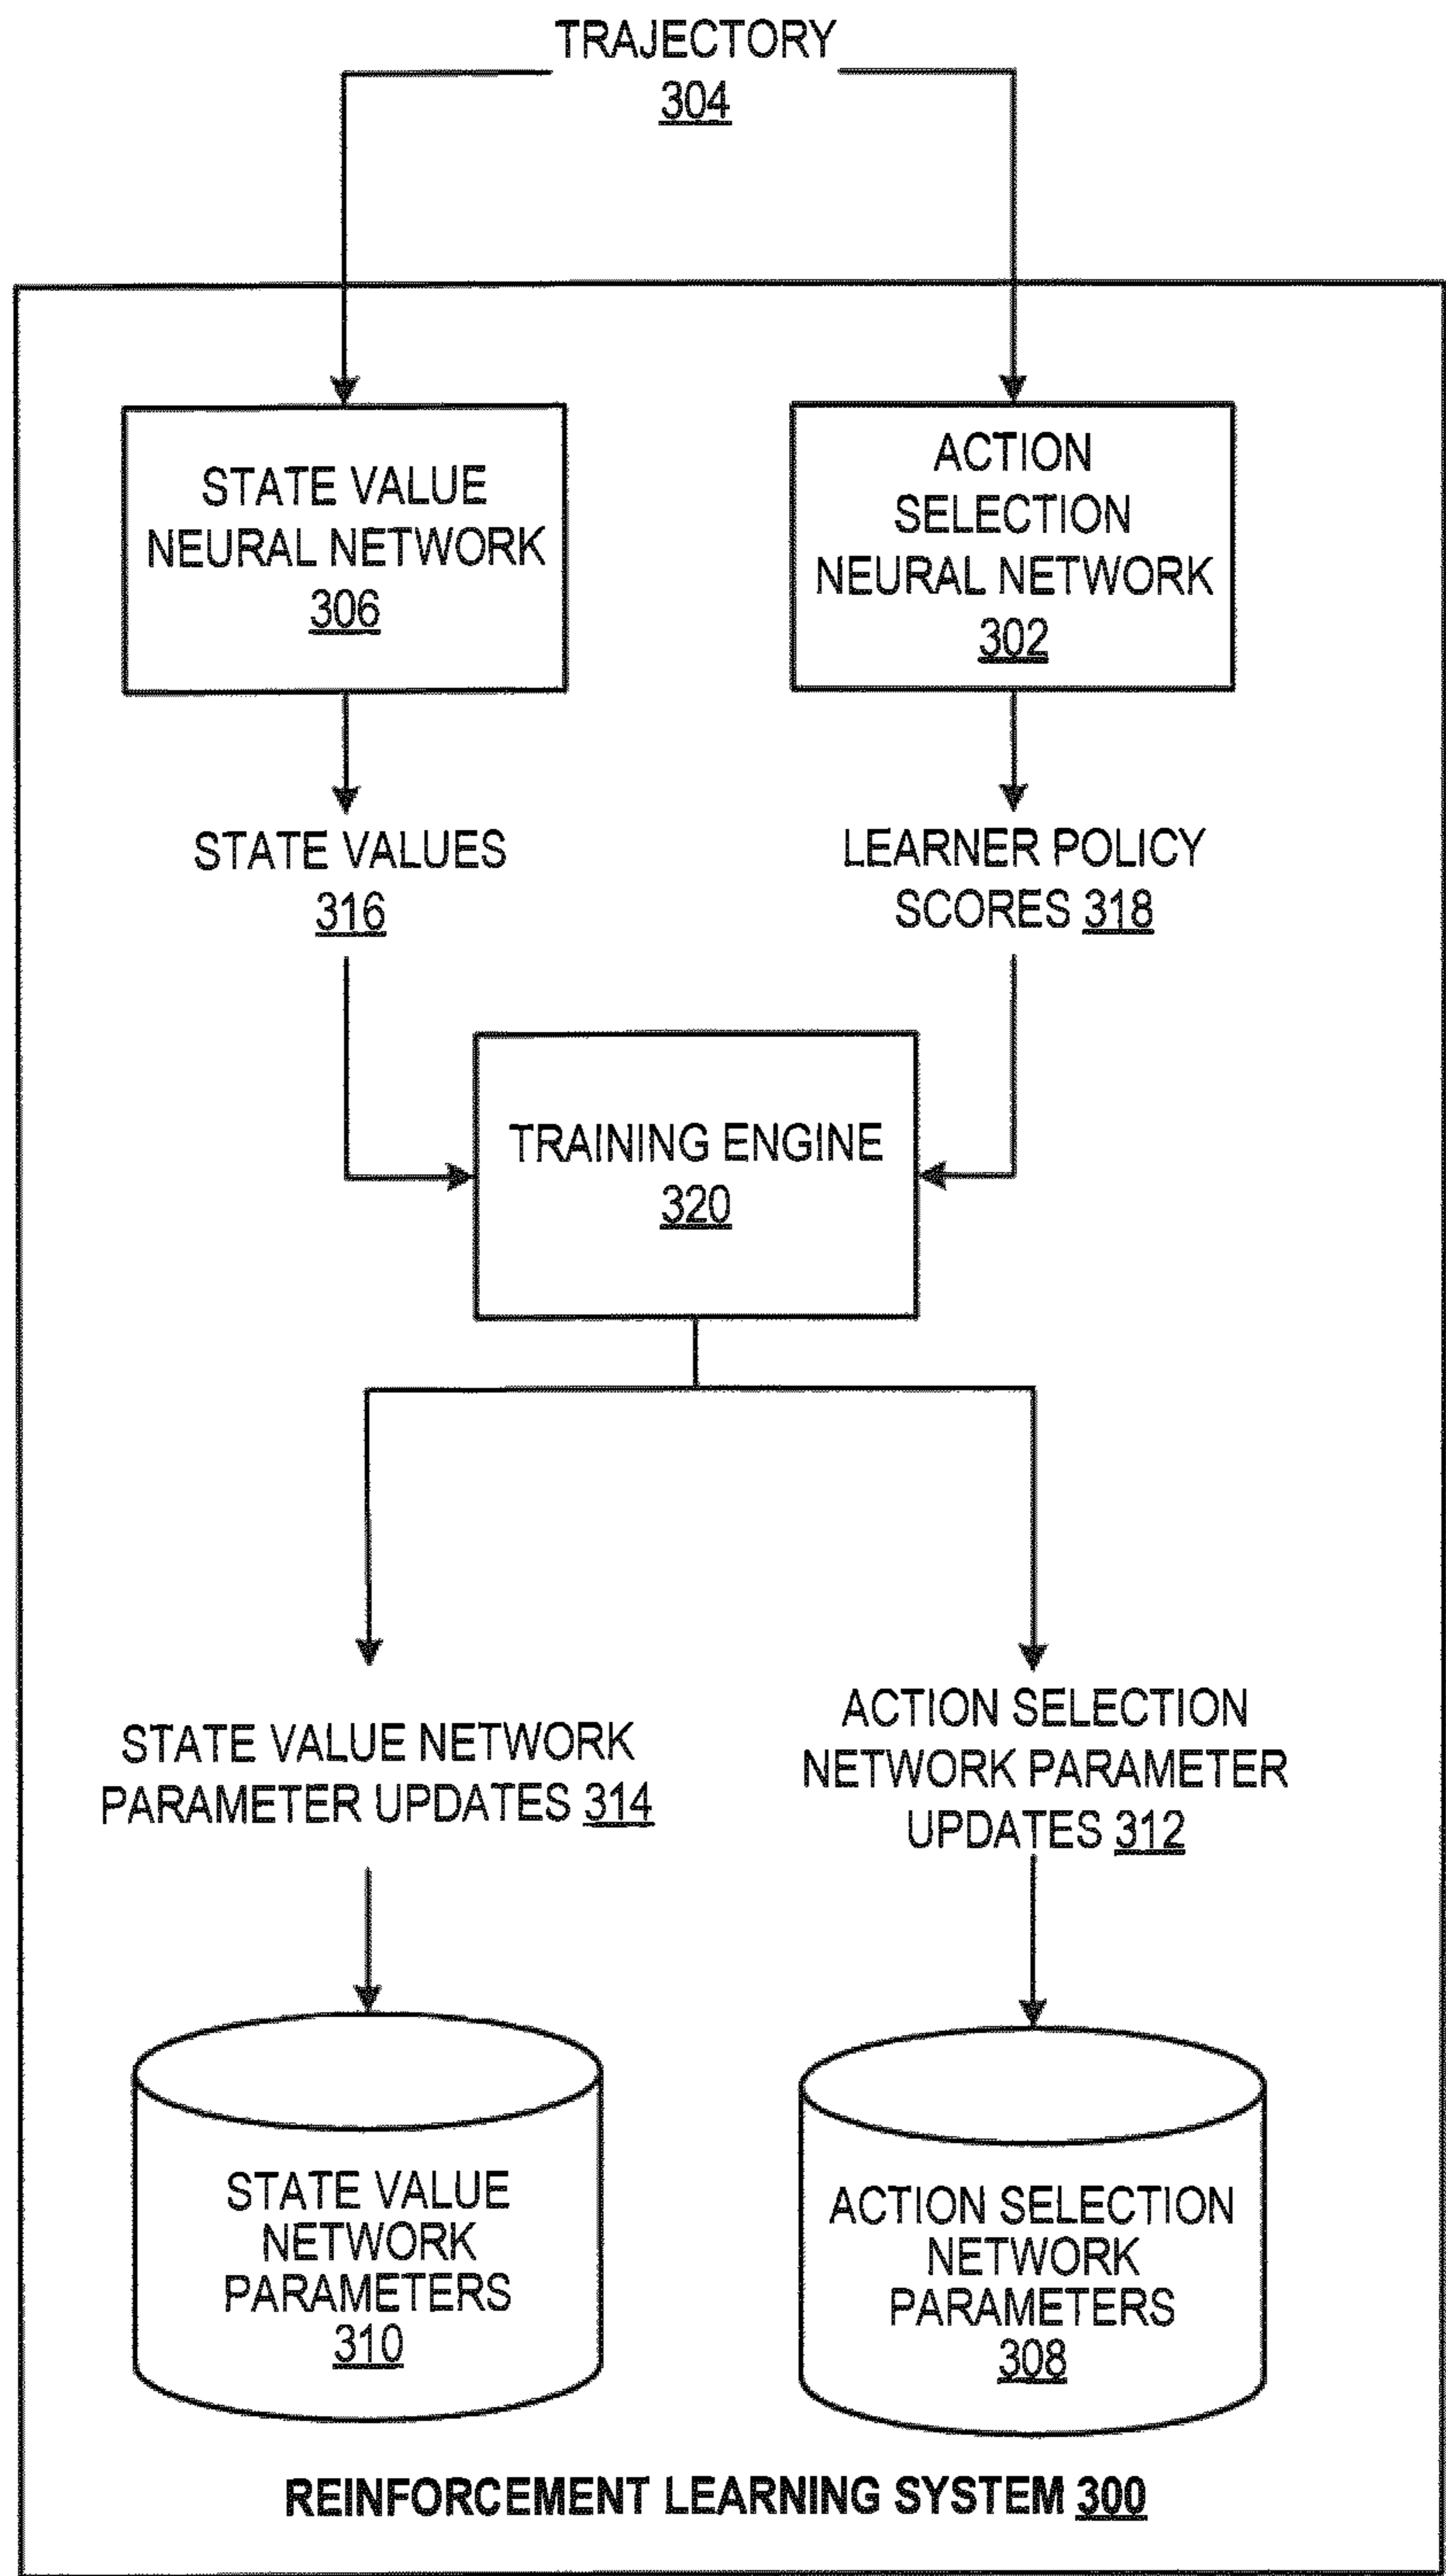 TRAJECTORY
304
STATE VALUE
NEURAL NETWORK
306
ACTION
SELECTION
NEURAL NETWORK
302
STATE VALUES
316
LEARNER POLICY
SCORES 318
TRAINING ENGINE
320
STATE VALUE NETWORK
PARAMETER UPDATES 314
ACTION SELECTION
NETWORK PARAMETER
UPDATES 312
STATE VALUE
NETWORK
PARAMETERS
310
ACTION SELECTION
NETWORK
PARAMETERS
308
REINFORCEMENT LEARNING SYSTEM 300